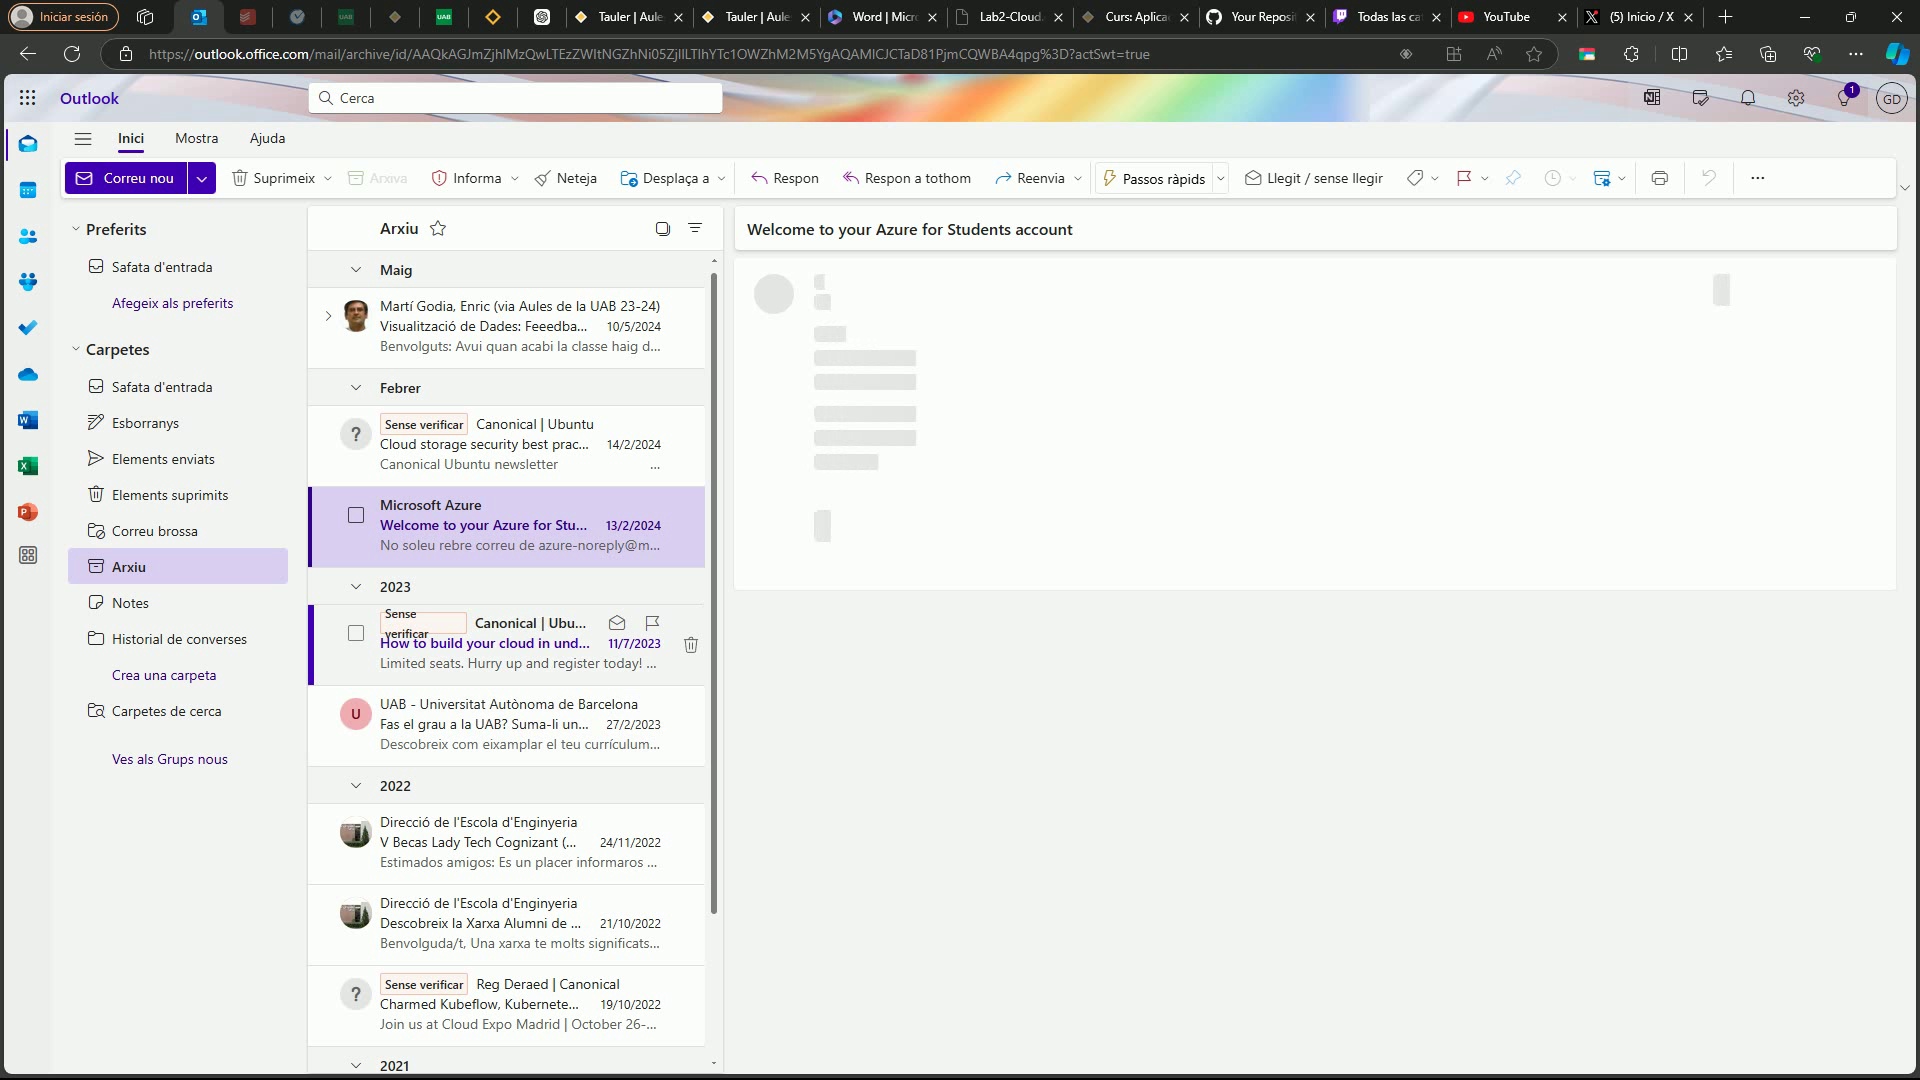 Iniciar sesión
Tauler | Aule
Tauler | Aule
Word | Micr
Lab2-Cloud.
Curs: Aplica
Your Reposit
Todas las ca
YouTube
(5) Inicio / X
https://outlook.office.com/mail/archive/id/AAQkAGJmZjhlMzQwLTEzZWItNGZhNi05ZjllLTlhYTc1OWZhM2M5YgAQAMlCJCTaD81PjmCQWBA4qpg%3D?actSwt=true
Outlook
Cerca
1
GD
Inici
Mostra
Ajuda
Correu nou
Suprimeix
Arxiva
Informa
Neteja
Desplaça a
Respon
Respon a tothom
Reenvia
Passos ràpids
Llegit / sense llegir
Preferits
Safata d'entrada
Afegeix als preferits
Carpetes
Safata d'entrada
Esborranys
Elements enviats
Elements suprimits
Correu brossa
Arxiu
Notes
Historial de converses
Crea una carpeta
Carpetes de cerca
Ves als Grups nous
Arxiu
Maig
Martí Godia, Enric (via Aules de la UAB 23-24)
Visualització de Dades: Feeedba... 10/5/2024
Benvolguts: Avui quan acabi la classe haig d...
Febrer
? Sense verificar Canonical | Ubuntu
Cloud storage security best prac... 14/2/2024
Canonical Ubuntu newsletter ...
Microsoft Azure
Welcome to your Azure for Stu... 13/2/2024
No soleu rebre correu de azure-noreply@m...
2023
Sense verificar Canonical | Ubu...
How to build your cloud in und... 11/7/2023
Limited seats. Hurry up and register today! ...
U UAB - Universitat Autònoma de Barcelona
Fas el grau a la UAB? Suma-li un... 27/2/2023
Descobreix com eixamplar el teu currículum...
2022
Direcció de l'Escola d'Enginyeria
V Becas Lady Tech Cognizant (... 24/11/2022
Estimados amigos: Es un placer informaros ...
Direcció de l'Escola d'Enginyeria
Descobreix la Xarxa Alumni de ... 21/10/2022
Benvolguda/t, Una xarxa te molts significats...
? Sense verificar Reg Deraed | Canonical
Charmed Kubeflow, Kubernete... 19/10/2022
Join us at Cloud Expo Madrid | October 26-...
2021
Welcome to your Azure for Students account